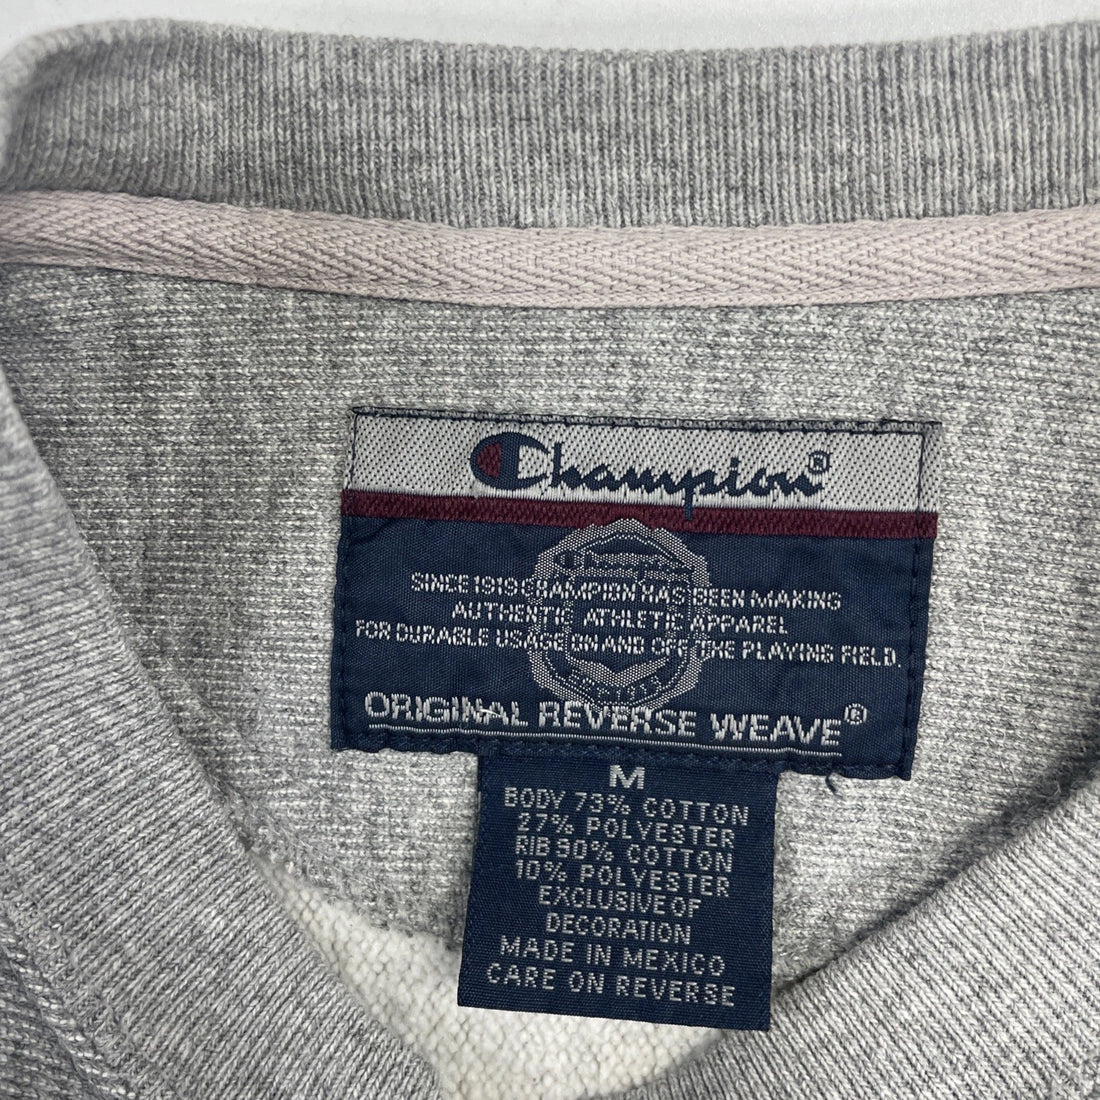 Champion®
Champion
SINCE 1919 CHAMPION HAS BEEN MAKING
AUTHENTIC ATHLETIC APPAREL
FOR DURABLE USAGE ON AND OFF THE PLAYING FIELD.
ORIGINAL REVERSE WEAVE®
M
BODY 73% COTTON
27% POLYESTER
RIB 90% COTTON
10% POLYESTER
EXCLUSIVE OF
DECORATION
MADE IN MEXICO
CARE ON REVERSE